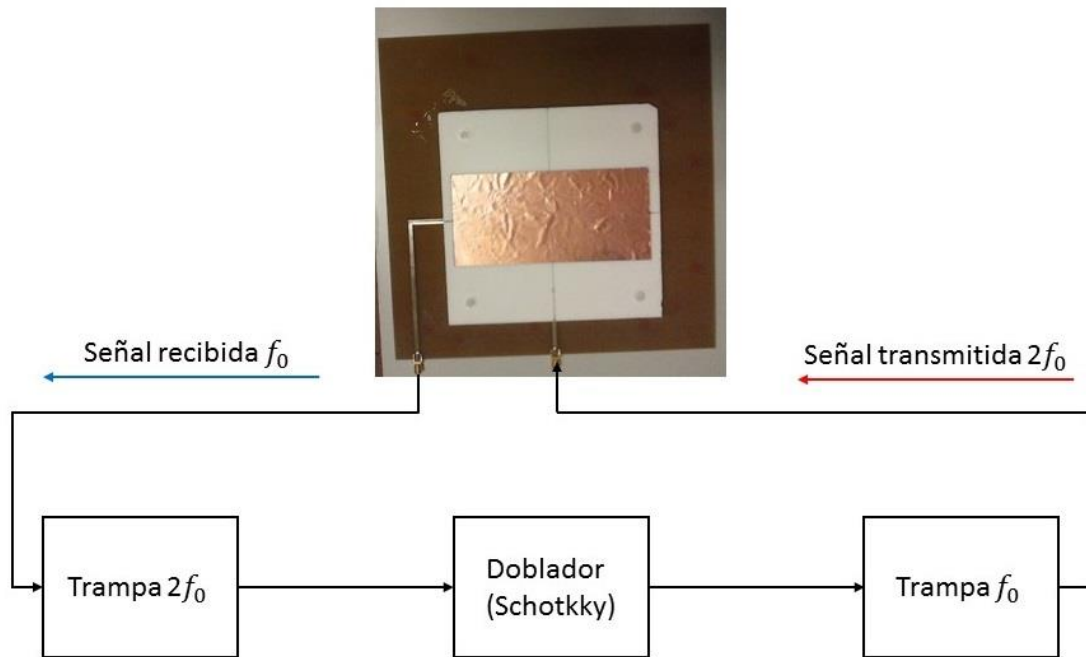 Señal recibida f₀
Señal transmitida 2f₀
Trampa 2f₀
Doblador
(Schotkky)
Trampa f₀